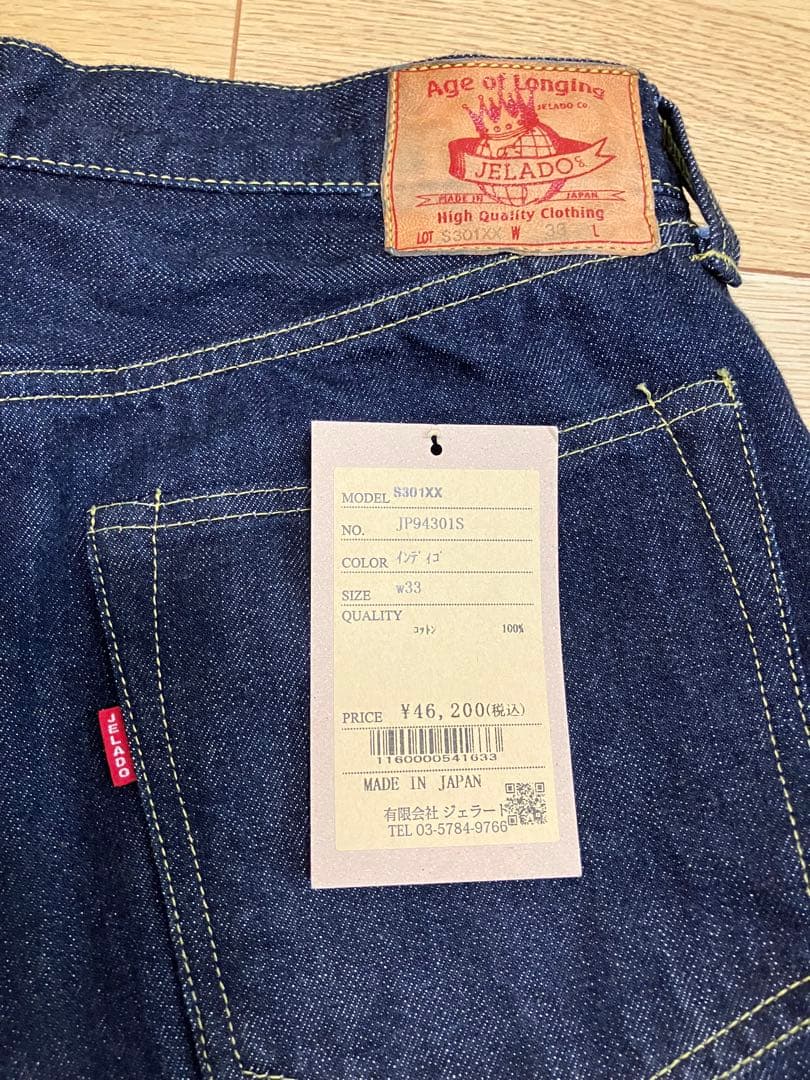 Age of Longing
JELADO CO.
JELADO Co.
MADE IN JAPAN
High Quality Clothing
LOT S301XX W 33 L
MODEL S301XX
NO. JP94301S
COLOR インディゴ
SIZE w33
QUALITY
コットン 100%
PRICE ¥46,200(税込)
1160000541633
MADE IN JAPAN
有限会社 ジェラード
TEL 03-5784-9766
JELADO